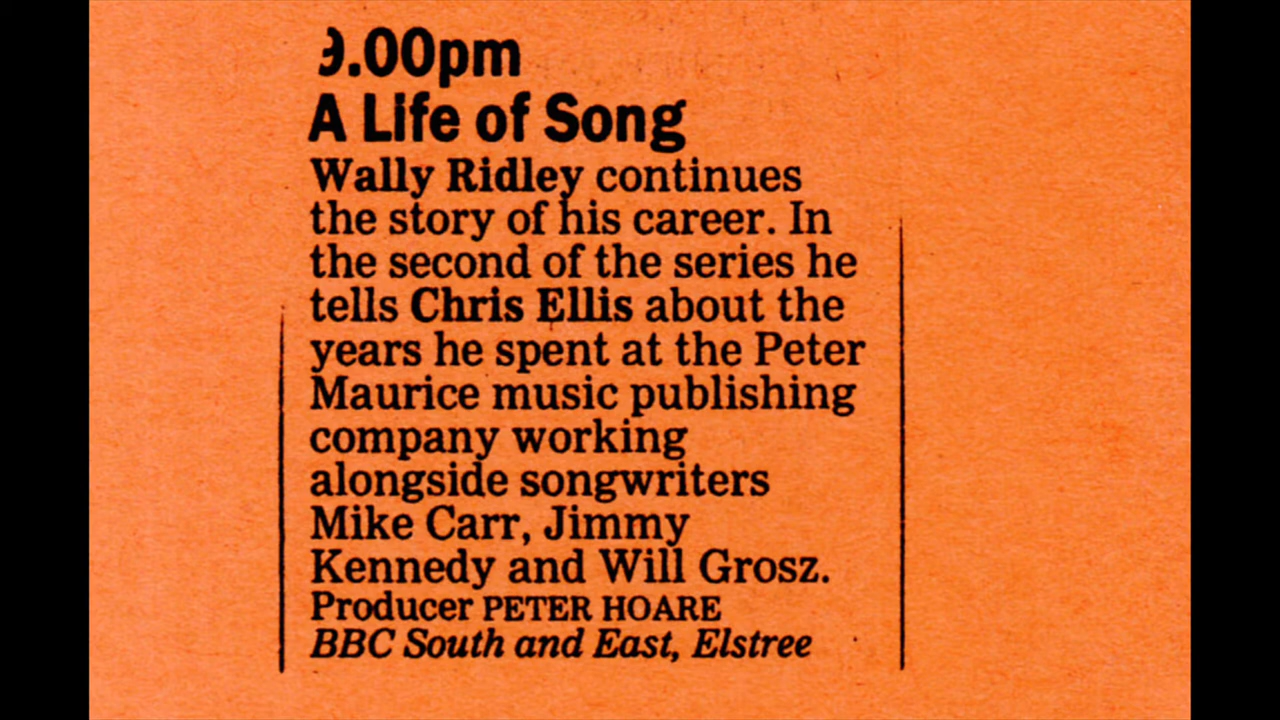 9.00pm
A Life of Song
Wally Ridley continues
the story of his career. In
the second of the series he
tells Chris Ellis about the
years he spent at the Peter
Maurice music publishing
company working
alongside songwriters
Mike Carr, Jimmy
Kennedy and Will Grosz.
Producer PETER HOARE
BBC South and East, Elstree